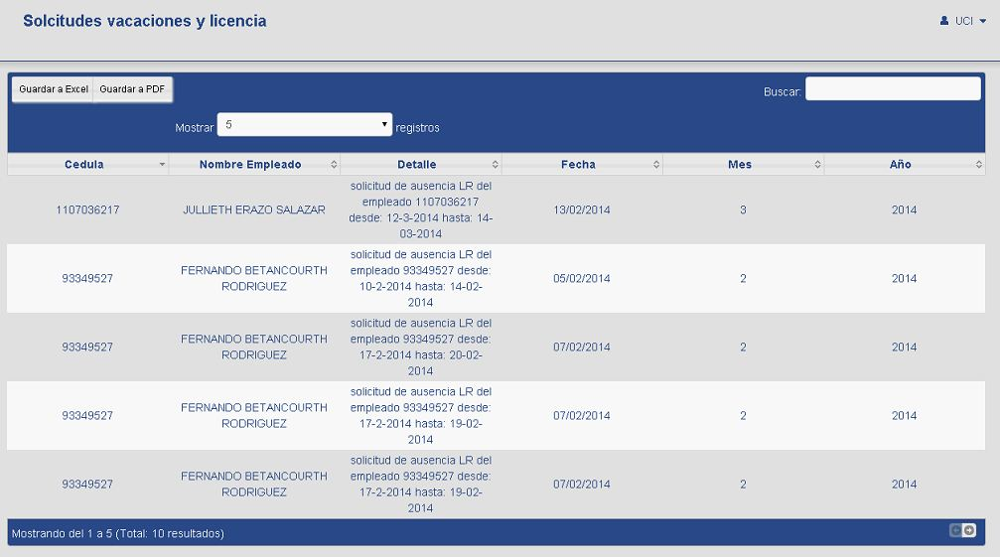 Solcitudes vacaciones y licencia
UCI
Guardar a Excel Guardar a PDF
Buscar:
Mostrar 5 registros
Cedula Nombre Empleado Detalle Fecha Mes Año
1107036217 JULLIETH ERAZO SALAZAR solicitud de ausencia LR del
empleado 1107036217
desde: 12-3-2014 hasta: 14-
03-2014 13/02/2014 3 2014
93349527 FERNANDO BETANCOURTH
RODRIGUEZ solicitud de ausencia LR del
empleado 93349527 desde:
10-2-2014 hasta: 14-02-
2014 05/02/2014 2 2014
93349527 FERNANDO BETANCOURTH
RODRIGUEZ solicitud de ausencia LR del
empleado 93349527 desde:
17-2-2014 hasta: 20-02-
2014 07/02/2014 2 2014
93349527 FERNANDO BETANCOURTH
RODRIGUEZ solicitud de ausencia LR del
empleado 93349527 desde:
17-2-2014 hasta: 19-02-
2014 07/02/2014 2 2014
93349527 FERNANDO BETANCOURTH
RODRIGUEZ solicitud de ausencia LR del
empleado 93349527 desde:
17-2-2014 hasta: 19-02-
2014 07/02/2014 2 2014
Mostrando del 1 a 5 (Total: 10 resultados)